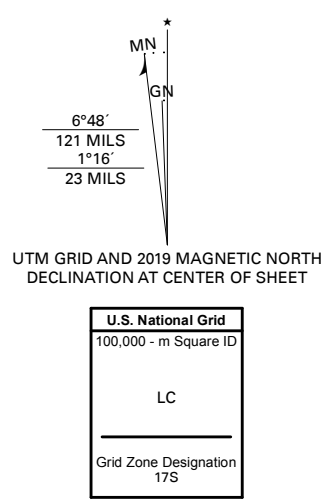 MN
GN
6°48´
121 MILS
1°16´
23 MILS
UTM GRID AND 2019 MAGNETIC NORTH
DECLINATION AT CENTER OF SHEET
U.S. National Grid
100,000 - m Square ID
LC
Grid Zone Designation
17S